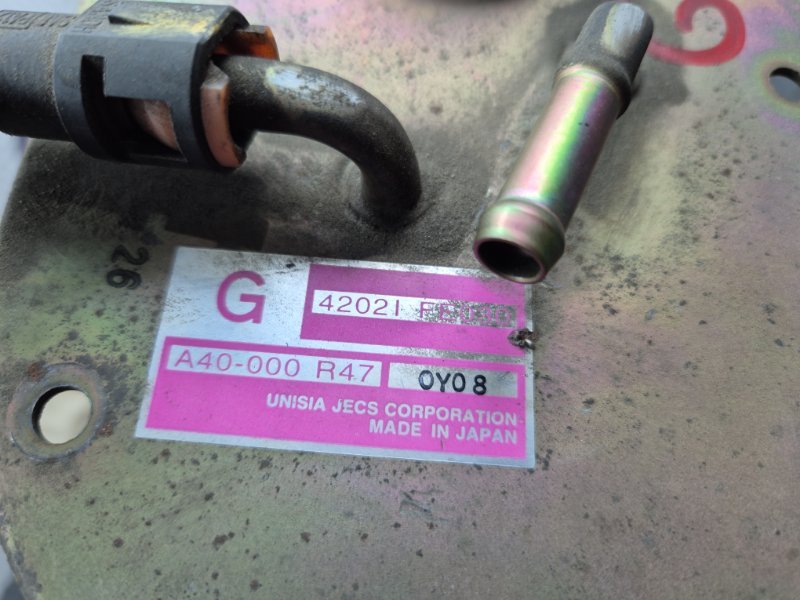 26
G
42021
A40-000 R47
0Y08
UNISIA JECS CORPORATION
MADE IN JAPAN